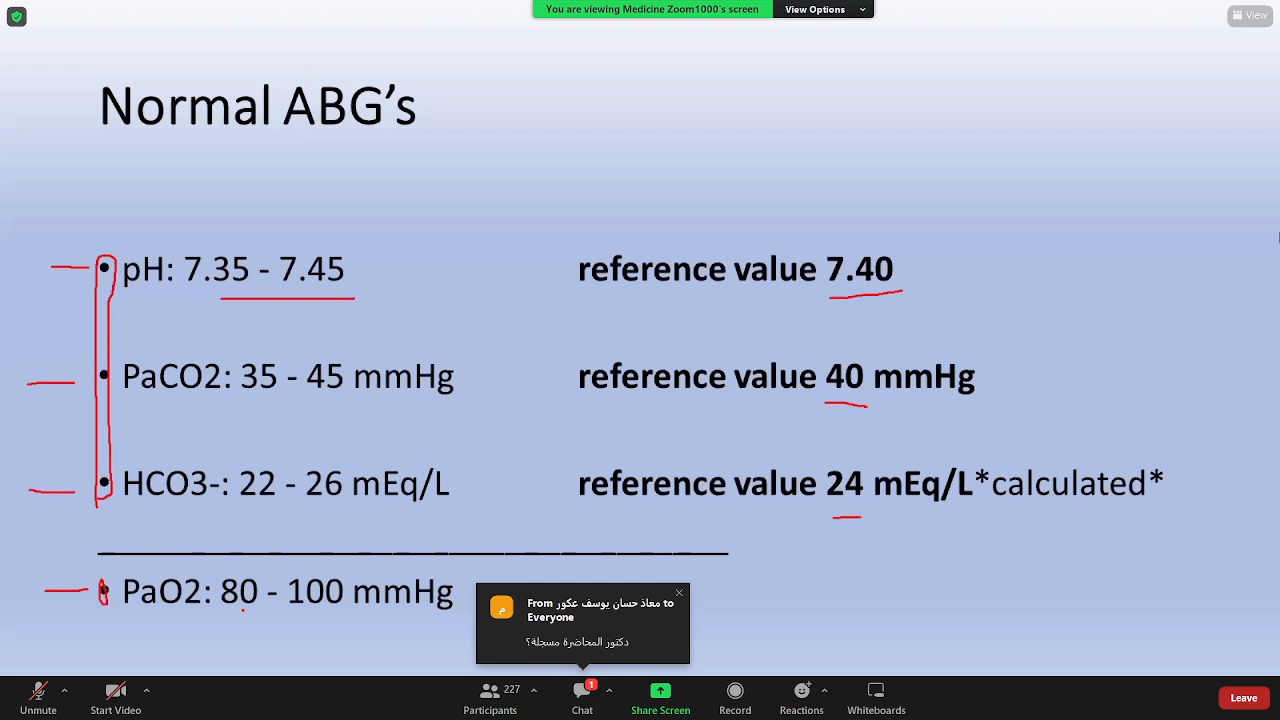 You are viewing Medicine Zoom1000's screen
View Options
View
Normal ABG's
• pH: 7.35 - 7.45 reference value 7.40
• PaCO2: 35 - 45 mmHg reference value 40 mmHg
• HCO3-: 22 - 26 mEq/L reference value 24 mEq/L*calculated*
• PaO2: 80 - 100 mmHg
م
From معاذ حسان يوسف عكور to
Everyone
دكتور المحاضرة مسجلة؟
Unmute
Start Video
227
Participants
1
Chat
Share Screen
Record
Reactions
Whiteboards
Leave